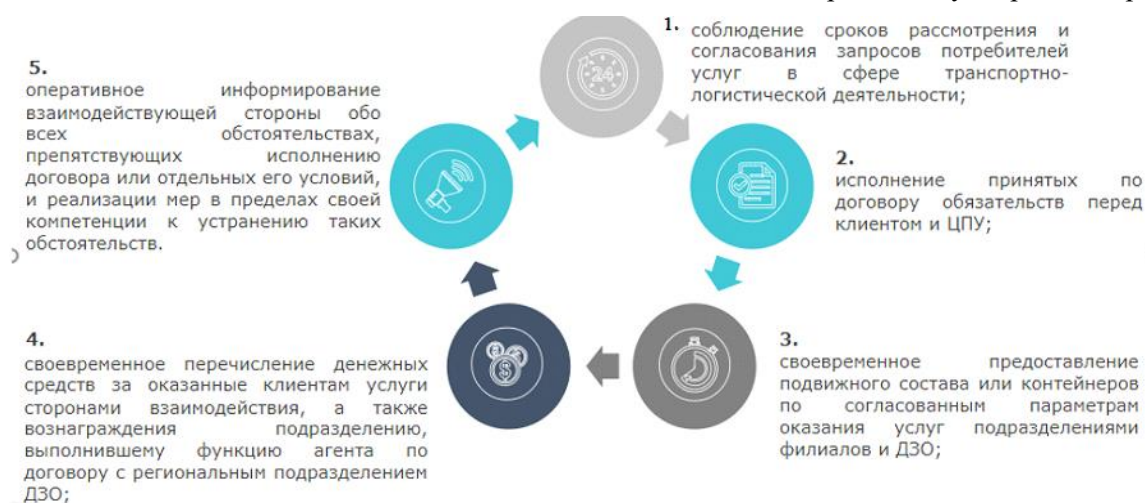 1. соблюдение сроков рассмотрения и
согласования запросов потребителей
услуг в сфере транспортно-
логистической деятельности;
24
2.
исполнение принятых по
договору обязательств перед
клиентом и ЦПУ;
3.
своевременное предоставление
подвижного состава или контейнеров
по согласованным параметрам
оказания услуг подразделениями
филиалов и ДЗО;
4.
своевременное перечисление денежных
средств за оказанные клиентам услуги
сторонами взаимодействия, а также
вознаграждения подразделению,
выполнившему функцию агента по
договору с региональным подразделением
ДЗО;
$
5.
оперативное информирование
взаимодействующей стороны обо
всех обстоятельствах,
препятствующих исполнению
договора или отдельных его условий,
и реализации мер в пределах своей
компетенции к устранению таких
обстоятельств.